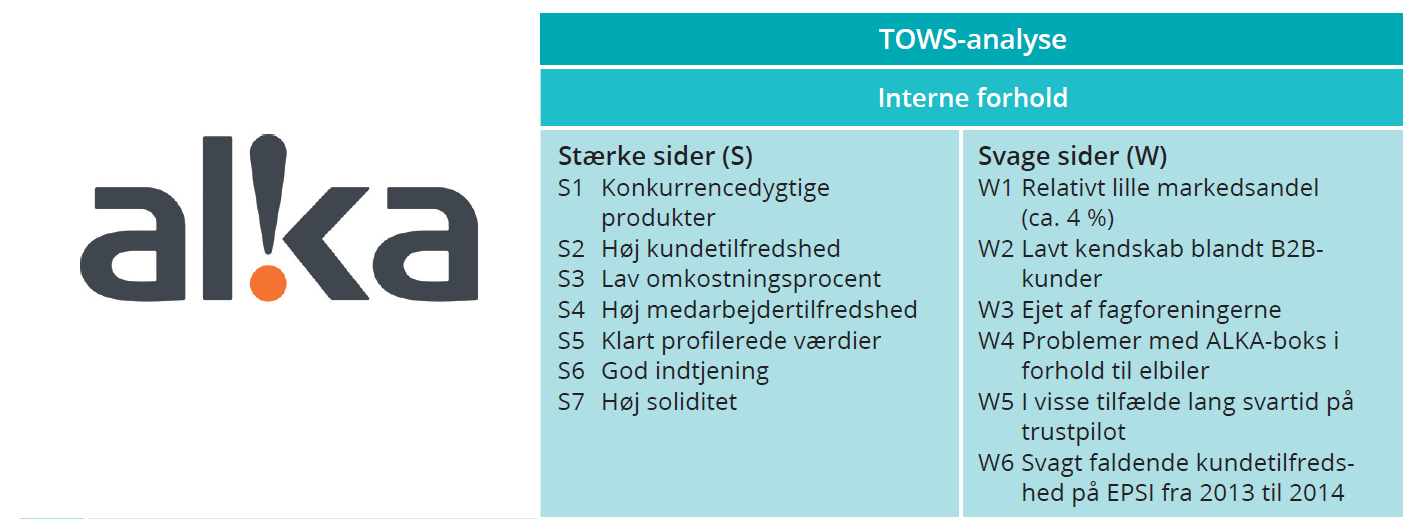 al!ka
TOWS-analyse
Interne forhold
Stærke sider (S)
S1 Konkurrencedygtige
produkter
S2 Høj kundetilfredshed
S3 Lav omkostningsprocent
S4 Høj medarbejdertilfredshed
S5 Klart profilerede værdier
S6 God indtjening
S7 Høj soliditet
Svage sider (W)
W1 Relativt lille markedsandel
(ca. 4 %)
W2 Lavt kendskab blandt B2B-
kunder
W3 Ejet af fagforeningerne
W4 Problemer med ALKA-boks i
forhold til elbiler
W5 I visse tilfælde lang svartid på
trustpilot
W6 Svagt faldende kundetilfreds-
hed på EPSI fra 2013 til 2014